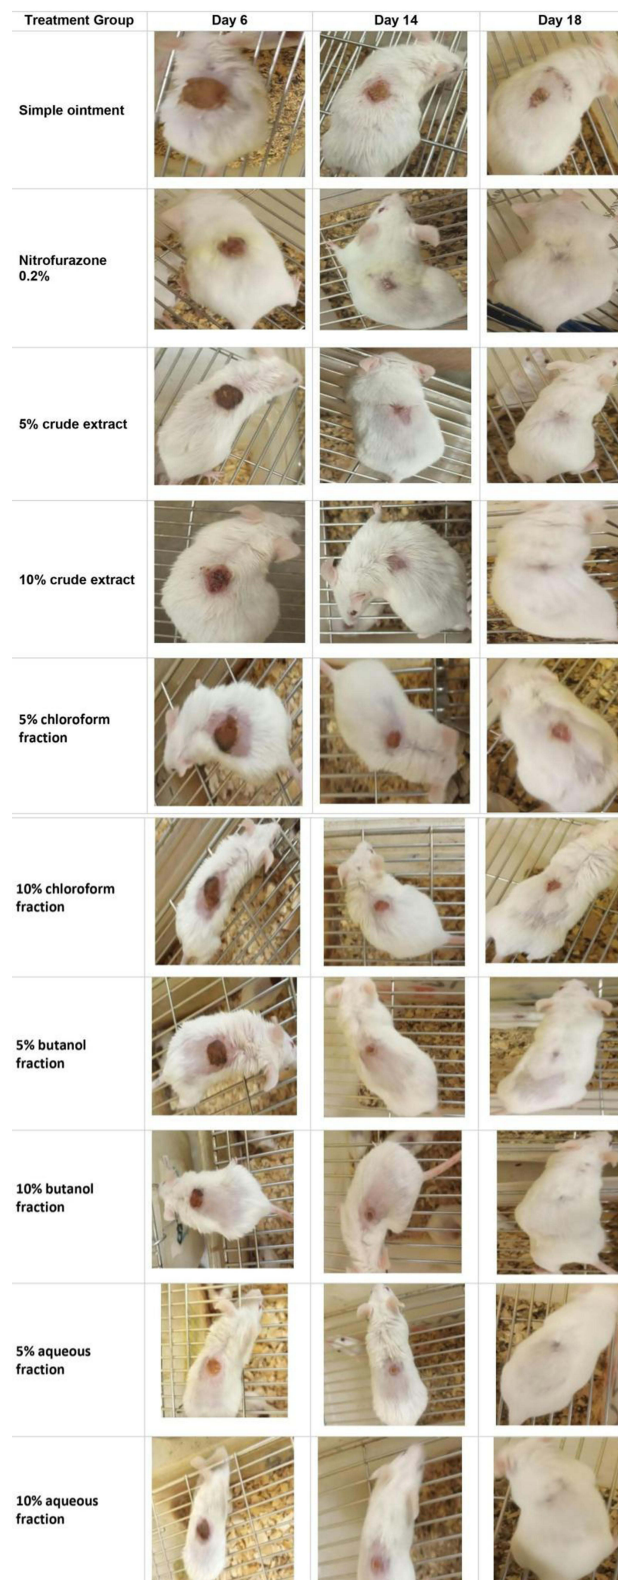 Treatment Group Day 6 Day 14 Day 18
Simple ointment
Nitrofurazone
0.2%
5% crude extract
10% crude extract
5% chloroform
fraction
10% chloroform
fraction
5% butanol
fraction
10% butanol
fraction
5% aqueous
fraction
10% aqueous
fraction